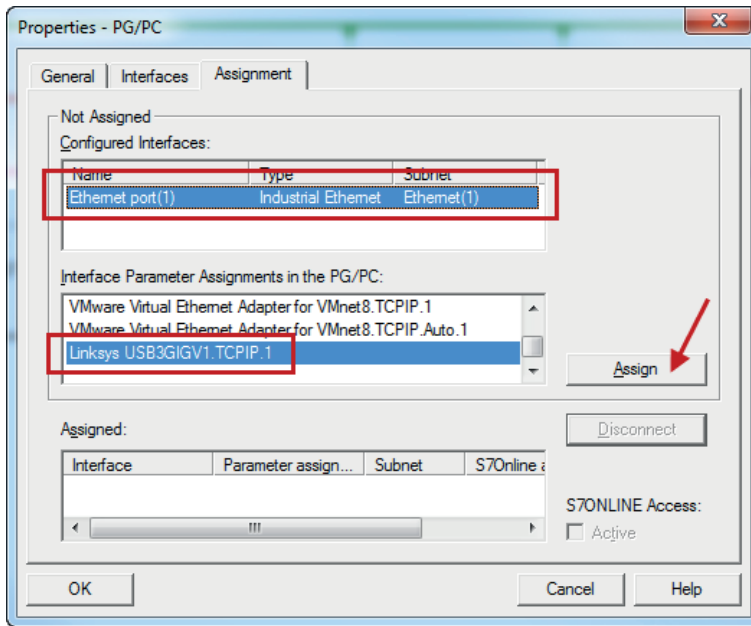 Properties - PG/PC
General Interfaces Assignment
Not Assigned
Configured Interfaces:
Name Type Subnet
Ethernet port(1) Industrial Ethernet Ethernet(1)
Interface Parameter Assignments in the PG/PC:
VMware Virtual Ethernet Adapter for VMnet8.TCPIP.1
VMware Virtual Ethernet Adapter for VMnet8.TCPIP.Auto.1
Linksys USB3GIGV1.TCPIP.1
Assign
Assigned:
Disconnect
Interface Parameter assign... Subnet S7Online a
S7ONLINE Access:
Active
OK Cancel Help